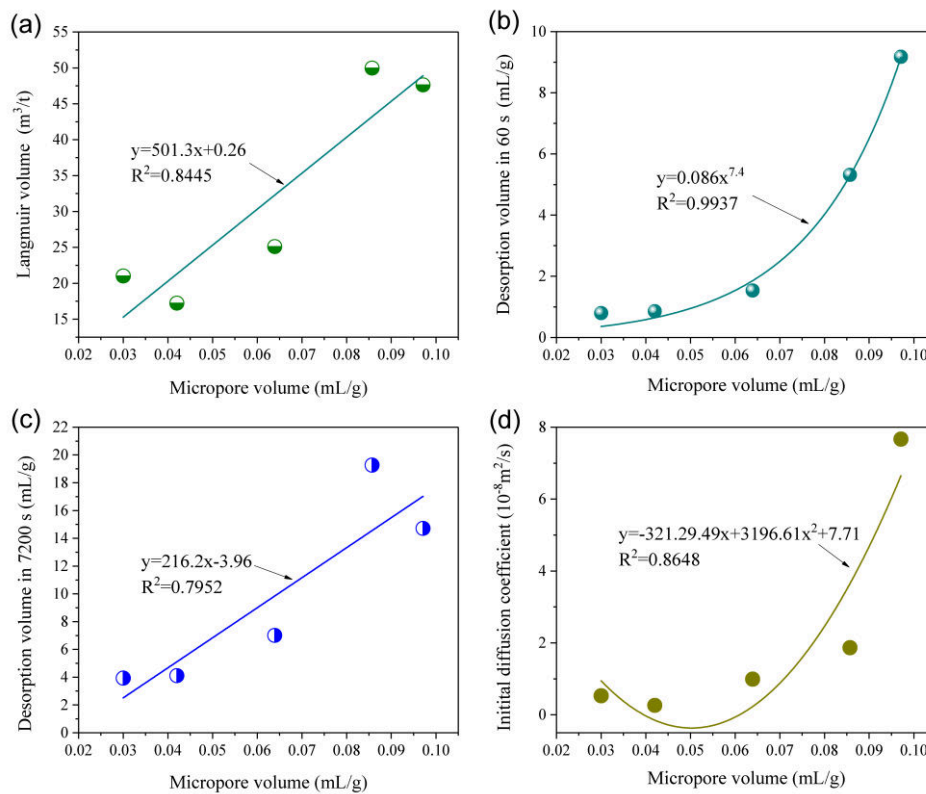 (a)
55
50
45
40
35
30
25
20
15
Langmuir volume (m³/t)
y=501.3x+0.26
R²=0.8445
0.02 0.03 0.04 0.05 0.06 0.07 0.08 0.09 0.10
Micropore volume (mL/g)
(b)
10
8
6
4
2
0
Desorption volume in 60 s (mL/g)
y=0.086x^7.4
R²=0.9937
0.02 0.03 0.04 0.05 0.06 0.07 0.08 0.09 0.10
Micropore volume (mL/g)
(c)
22
20
18
16
14
12
10
8
6
4
2
0
Desorption volume in 7200 s (mL/g)
y=216.2x-3.96
R²=0.7952
0.02 0.03 0.04 0.05 0.06 0.07 0.08 0.09 0.10
Micropore volume (mL/g)
(d)
8
6
4
2
0
Initital diffusion coefficient (10⁻⁸m²/s)
y=-321.29.49x+3196.61x²+7.71
R²=0.8648
0.02 0.03 0.04 0.05 0.06 0.07 0.08 0.09 0.10
Micropore volume (mL/g)